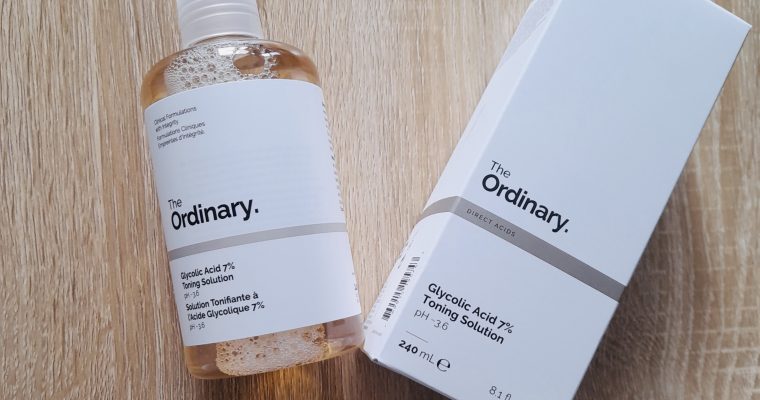 Clinical Formulations
with Integrity.
Formulations Cliniques
Empreintes d'Intégrité.
The
Ordinary.
Glycolic Acid 7%
Toning Solution
pH ~3.6
Solution Tonifiante à
l'Acide Glycolique 7%
pH ~3.6
The
Ordinary.
DIRECT ACIDS
Glycolic Acid 7%
Toning Solution
pH ~3.6
240 mL ℮
8.1 fl